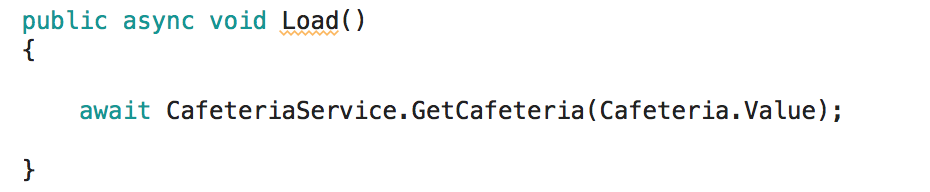 public async void Load()
{
await CafeteriaService.GetCafeteria(Cafeteria.Value);
}